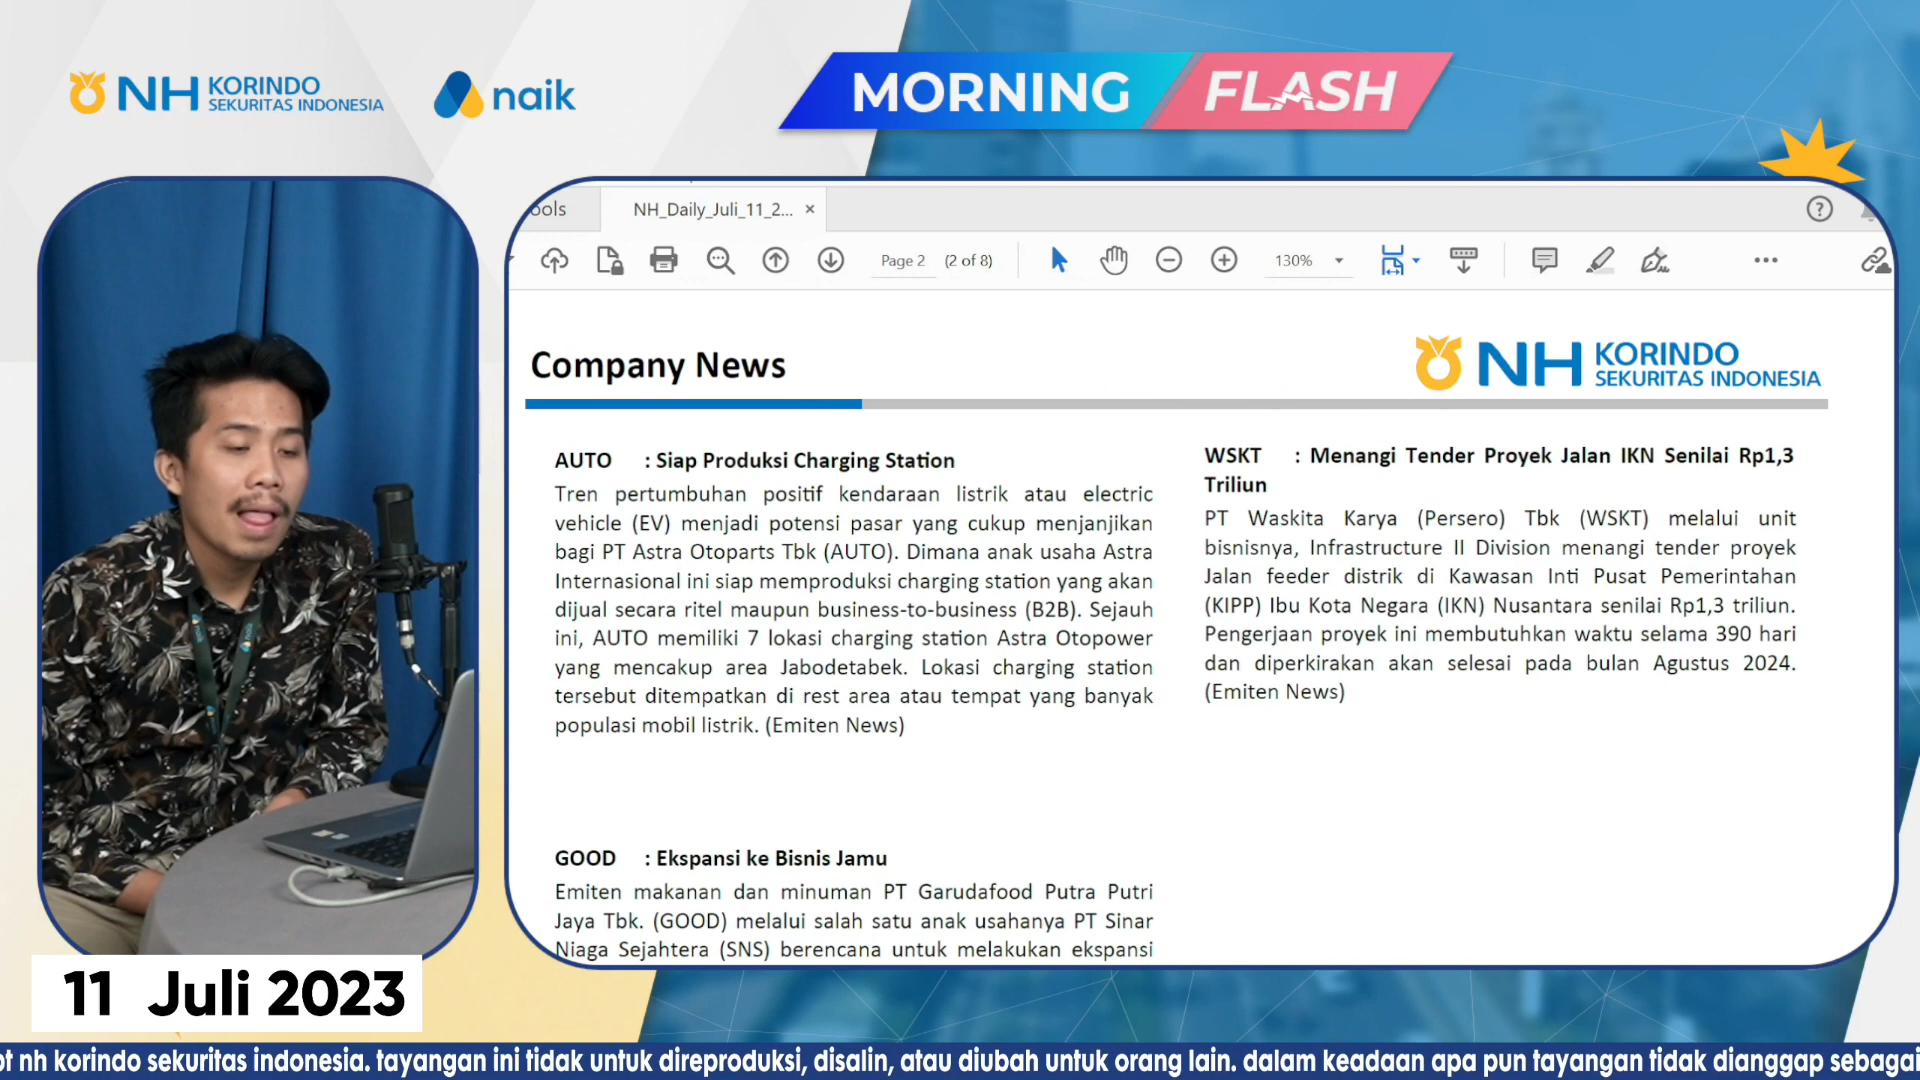 NH KORINDO
SEKURITAS INDONESIA
naik
MORNING FLASH
NH_Daily_Juli_11_2... ×
Page 2 (2 of 8)
130%
Company News
NH KORINDO
SEKURITAS INDONESIA
AUTO : Siap Produksi Charging Station
Tren pertumbuhan positif kendaraan listrik atau electric
vehicle (EV) menjadi potensi pasar yang cukup menjanjikan
bagi PT Astra Otoparts Tbk (AUTO). Dimana anak usaha Astra
Internasional ini siap memproduksi charging station yang akan
dijual secara ritel maupun business-to-business (B2B). Sejauh
ini, AUTO memiliki 7 lokasi charging station Astra Otopower
yang mencakup area Jabodetabek. Lokasi charging station
tersebut ditempatkan di rest area atau tempat yang banyak
populasi mobil listrik. (Emiten News)
GOOD : Ekspansi ke Bisnis Jamu
Emiten makanan dan minuman PT Garudafood Putra Putri
Jaya Tbk. (GOOD) melalui salah satu anak usahanya PT Sinar
Niaga Sejahtera (SNS) berencana untuk melakukan ekspansi
WSKT : Menangi Tender Proyek Jalan IKN Senilai Rp1,3
Triliun
PT Waskita Karya (Persero) Tbk (WSKT) melalui unit
bisnisnya, Infrastructure II Division menangi tender proyek
Jalan feeder distrik di Kawasan Inti Pusat Pemerintahan
(KIPP) Ibu Kota Negara (IKN) Nusantara senilai Rp1,3 triliun.
Pengerjaan proyek ini membutuhkan waktu selama 390 hari
dan diperkirakan akan selesai pada bulan Agustus 2024.
(Emiten News)
11 Juli 2023
nh korindo sekuritas indonesia. tayangan ini tidak untuk direproduksi, disalin, atau diubah untuk orang lain. dalam keadaan apa pun tayangan tidak dianggap sebagai